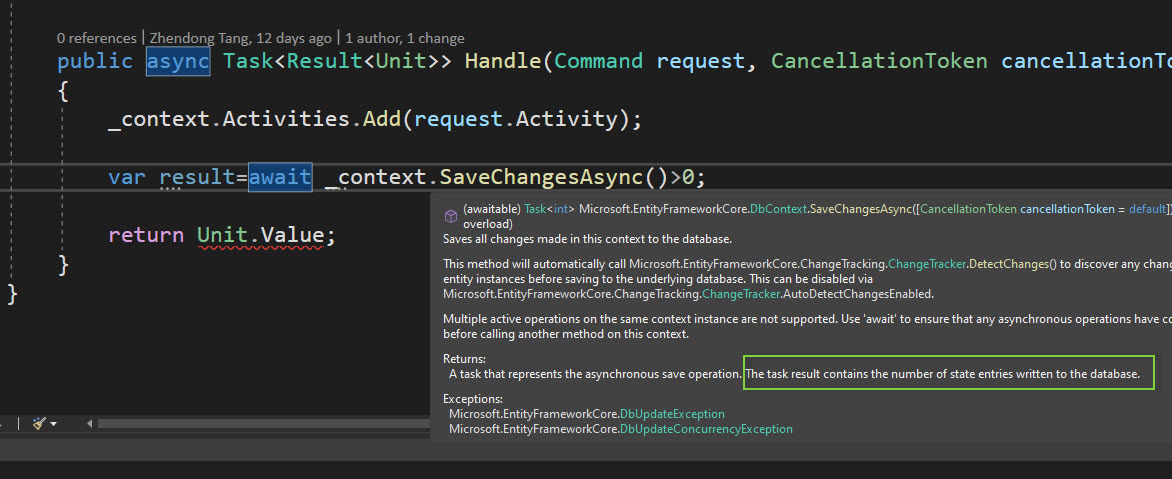 0 references | Zhendong Tang, 12 days ago | 1 author, 1 change
public async Task<Result<Unit>> Handle(Command request, CancellationToken cancellationTo
{
_context.Activities.Add(request.Activity);
var result=await _context.SaveChangesAsync()>0;
(awaitable) Task<int> Microsoft.EntityFrameworkCore.DbContext.SaveChangesAsync([CancellationToken cancellationToken = default])
overload)
Saves all changes made in this context to the database.
return Unit.Value;
}
}
This method will automatically call Microsoft.EntityFrameworkCore.ChangeTracking.ChangeTracker.DetectChanges() to discover any chang
entity instances before saving to the underlying database. This can be disabled via
Microsoft.EntityFrameworkCore.ChangeTracking.ChangeTracker.AutoDetectChangesEnabled.
Multiple active operations on the same context instance are not supported. Use 'await' to ensure that any asynchronous operations have co
before calling another method on this context.
Returns:
A task that represents the asynchronous save operation. The task result contains the number of state entries written to the database.
Exceptions:
Microsoft.EntityFrameworkCore.DbUpdateException
Microsoft.EntityFrameworkCore.DbUpdateConcurrencyException